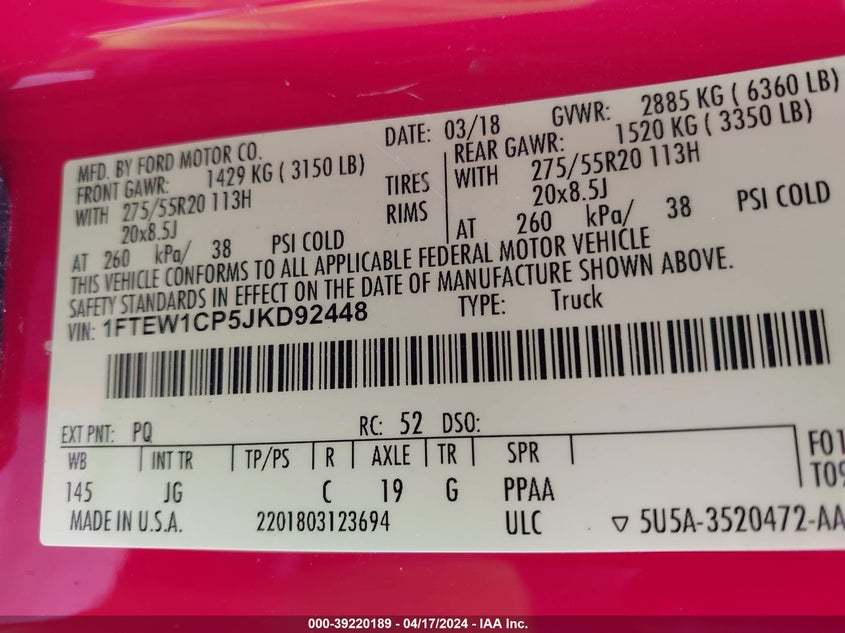 MFD. BY FORD MOTOR CO.
DATE: 03/18 GVWR: 2885 KG ( 6360 LB)
FRONT GAWR: 1429 KG ( 3150 LB) REAR GAWR: 1520 KG ( 3350 LB)
WITH 275/55R20 113H TIRES WITH 275/55R20 113H
20x8.5J RIMS 20x8.5J
AT 260 kPa/ 38 PSI COLD AT 260 kPa/ 38 PSI COLD
THIS VEHICLE CONFORMS TO ALL APPLICABLE FEDERAL MOTOR VEHICLE
SAFETY STANDARDS IN EFFECT ON THE DATE OF MANUFACTURE SHOWN ABOVE.
VIN: 1FTEW1CP5JKD92448 TYPE: Truck
EXT PNT: PQ RC: 52 DSO:
WB INT TR TP/PS R AXLE TR SPR F01
145 JG C 19 G PPAA T09
MADE IN U.S.A. 2201803123694 ULC ▽ 5U5A-3520472-AA
000-39220189 - 04/17/2024 - IAA Inc.